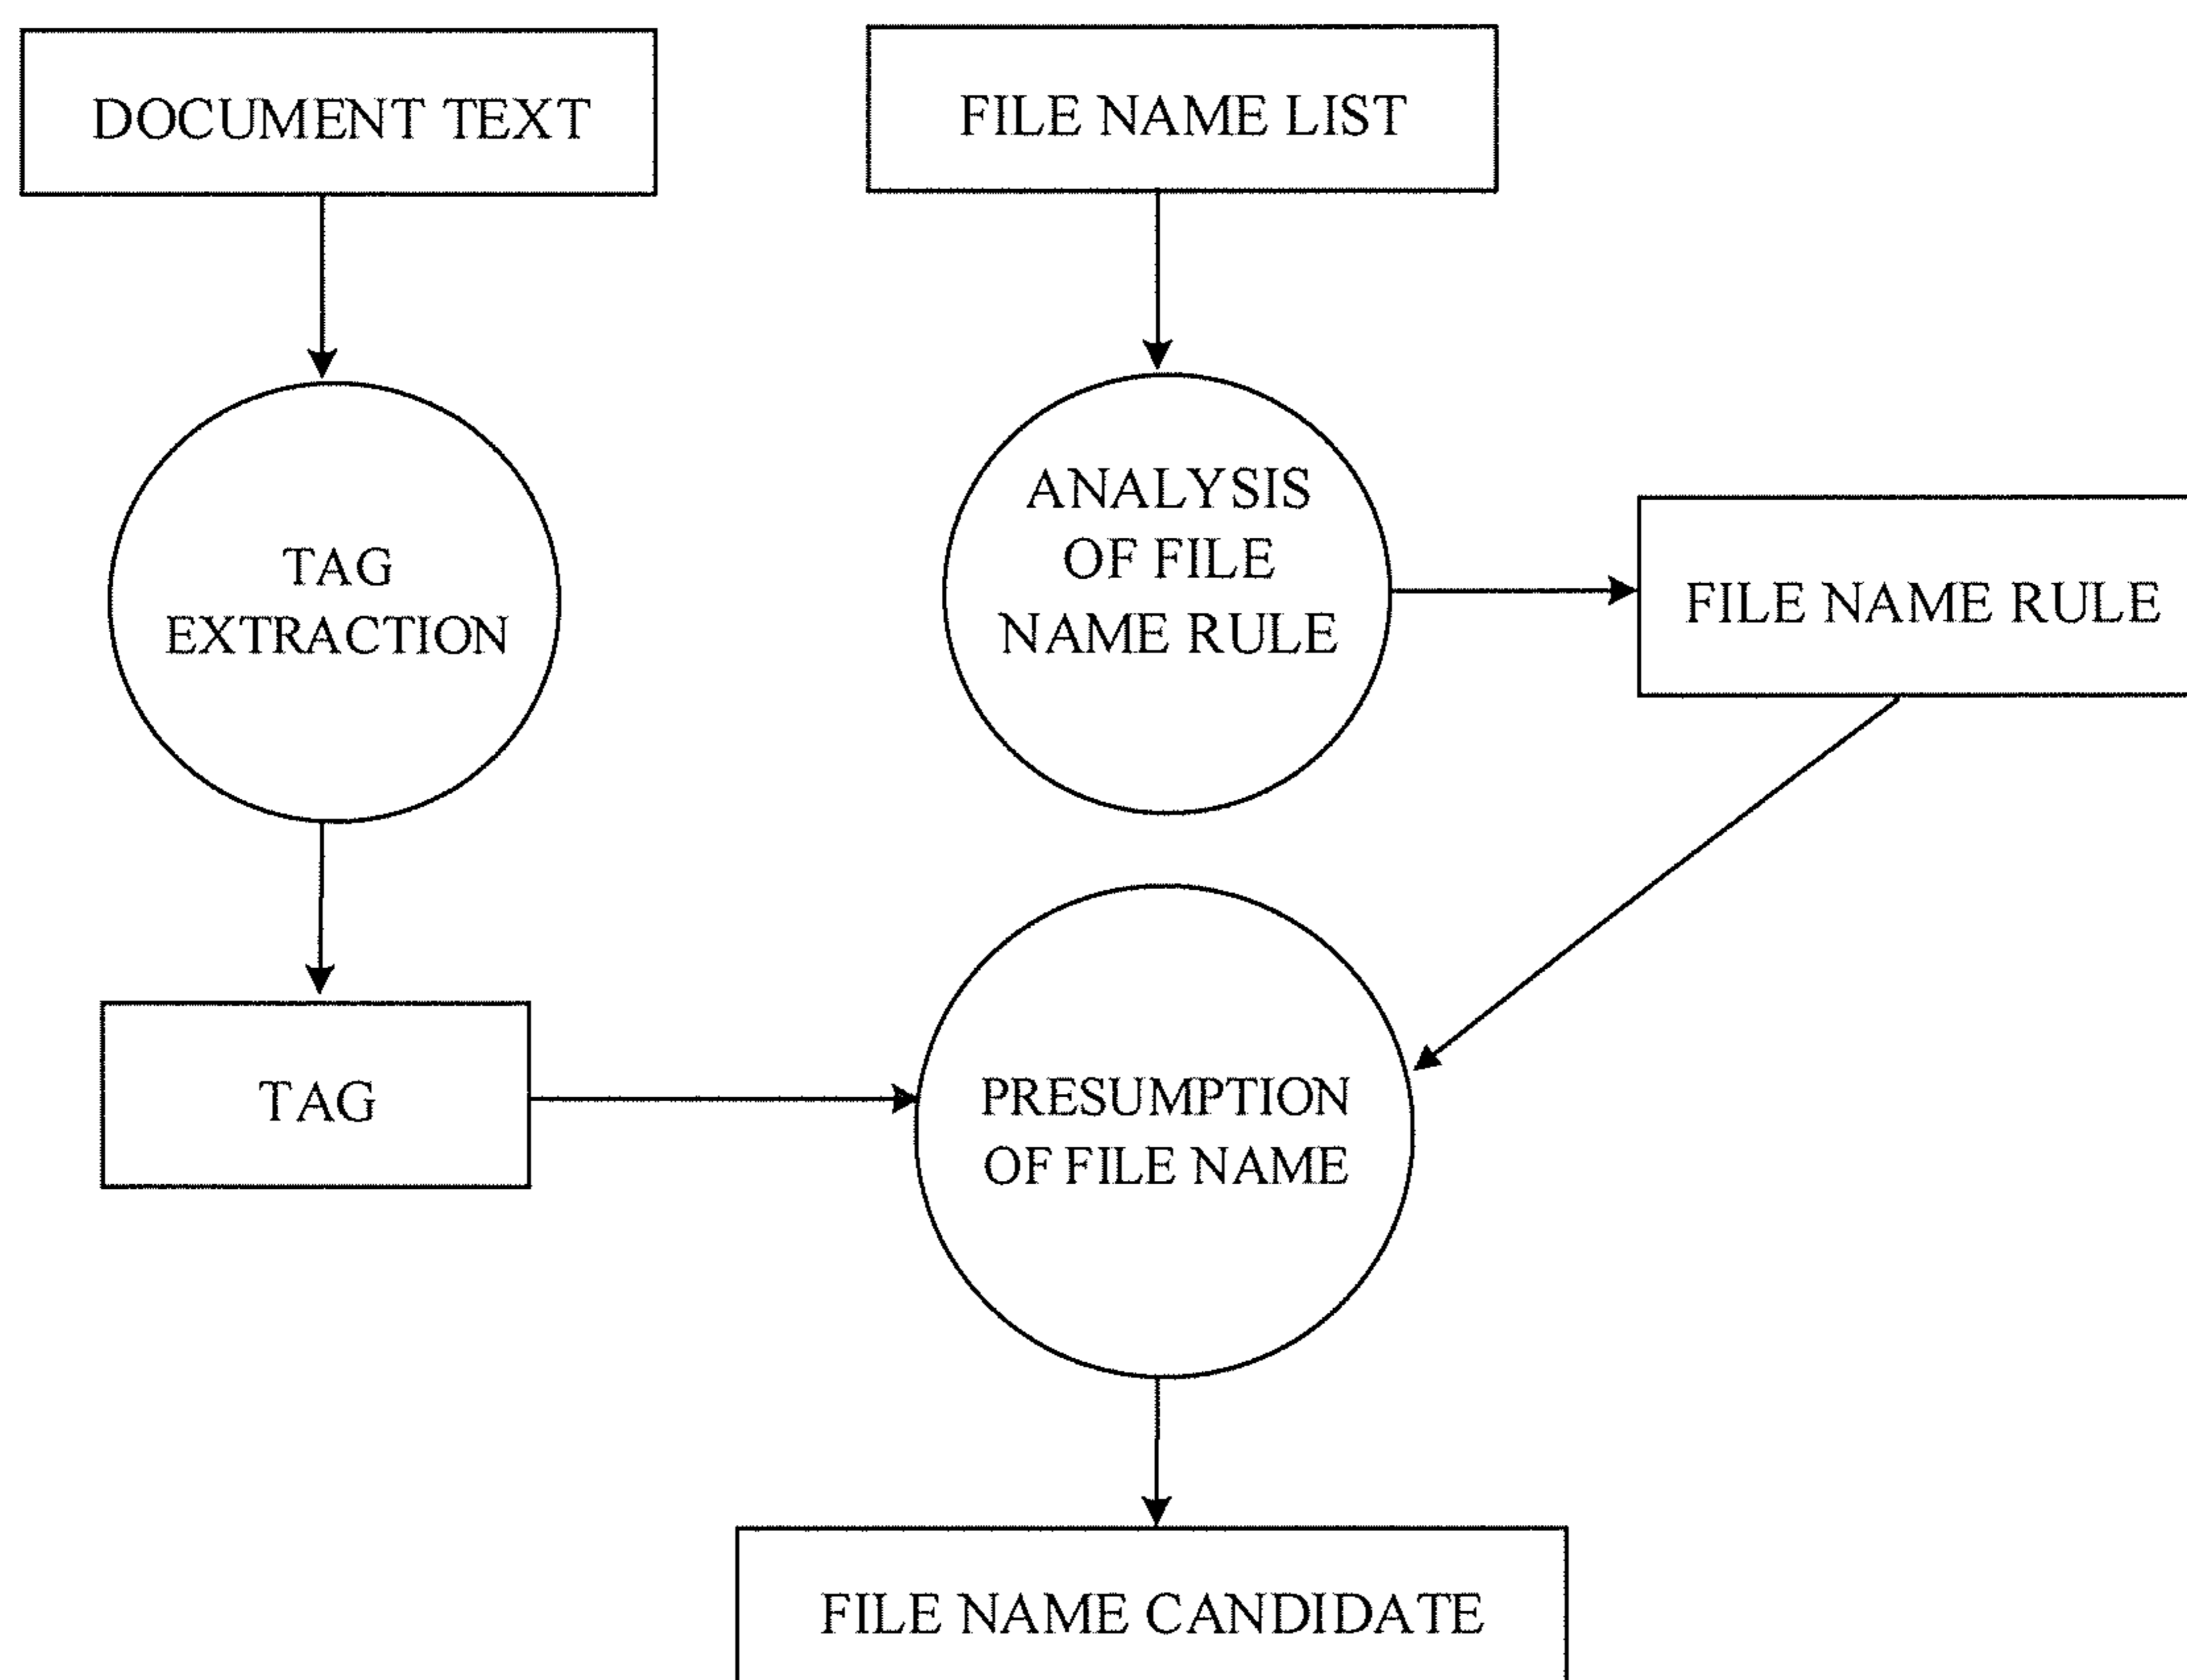 DOCUMENT TEXT
FILE NAME LIST
TAG
EXTRACTION
ANALYSIS
OF FILE
NAME RULE
FILE NAME RULE
TAG
PRESUMPTION
OF FILE NAME
FILE NAME CANDIDATE